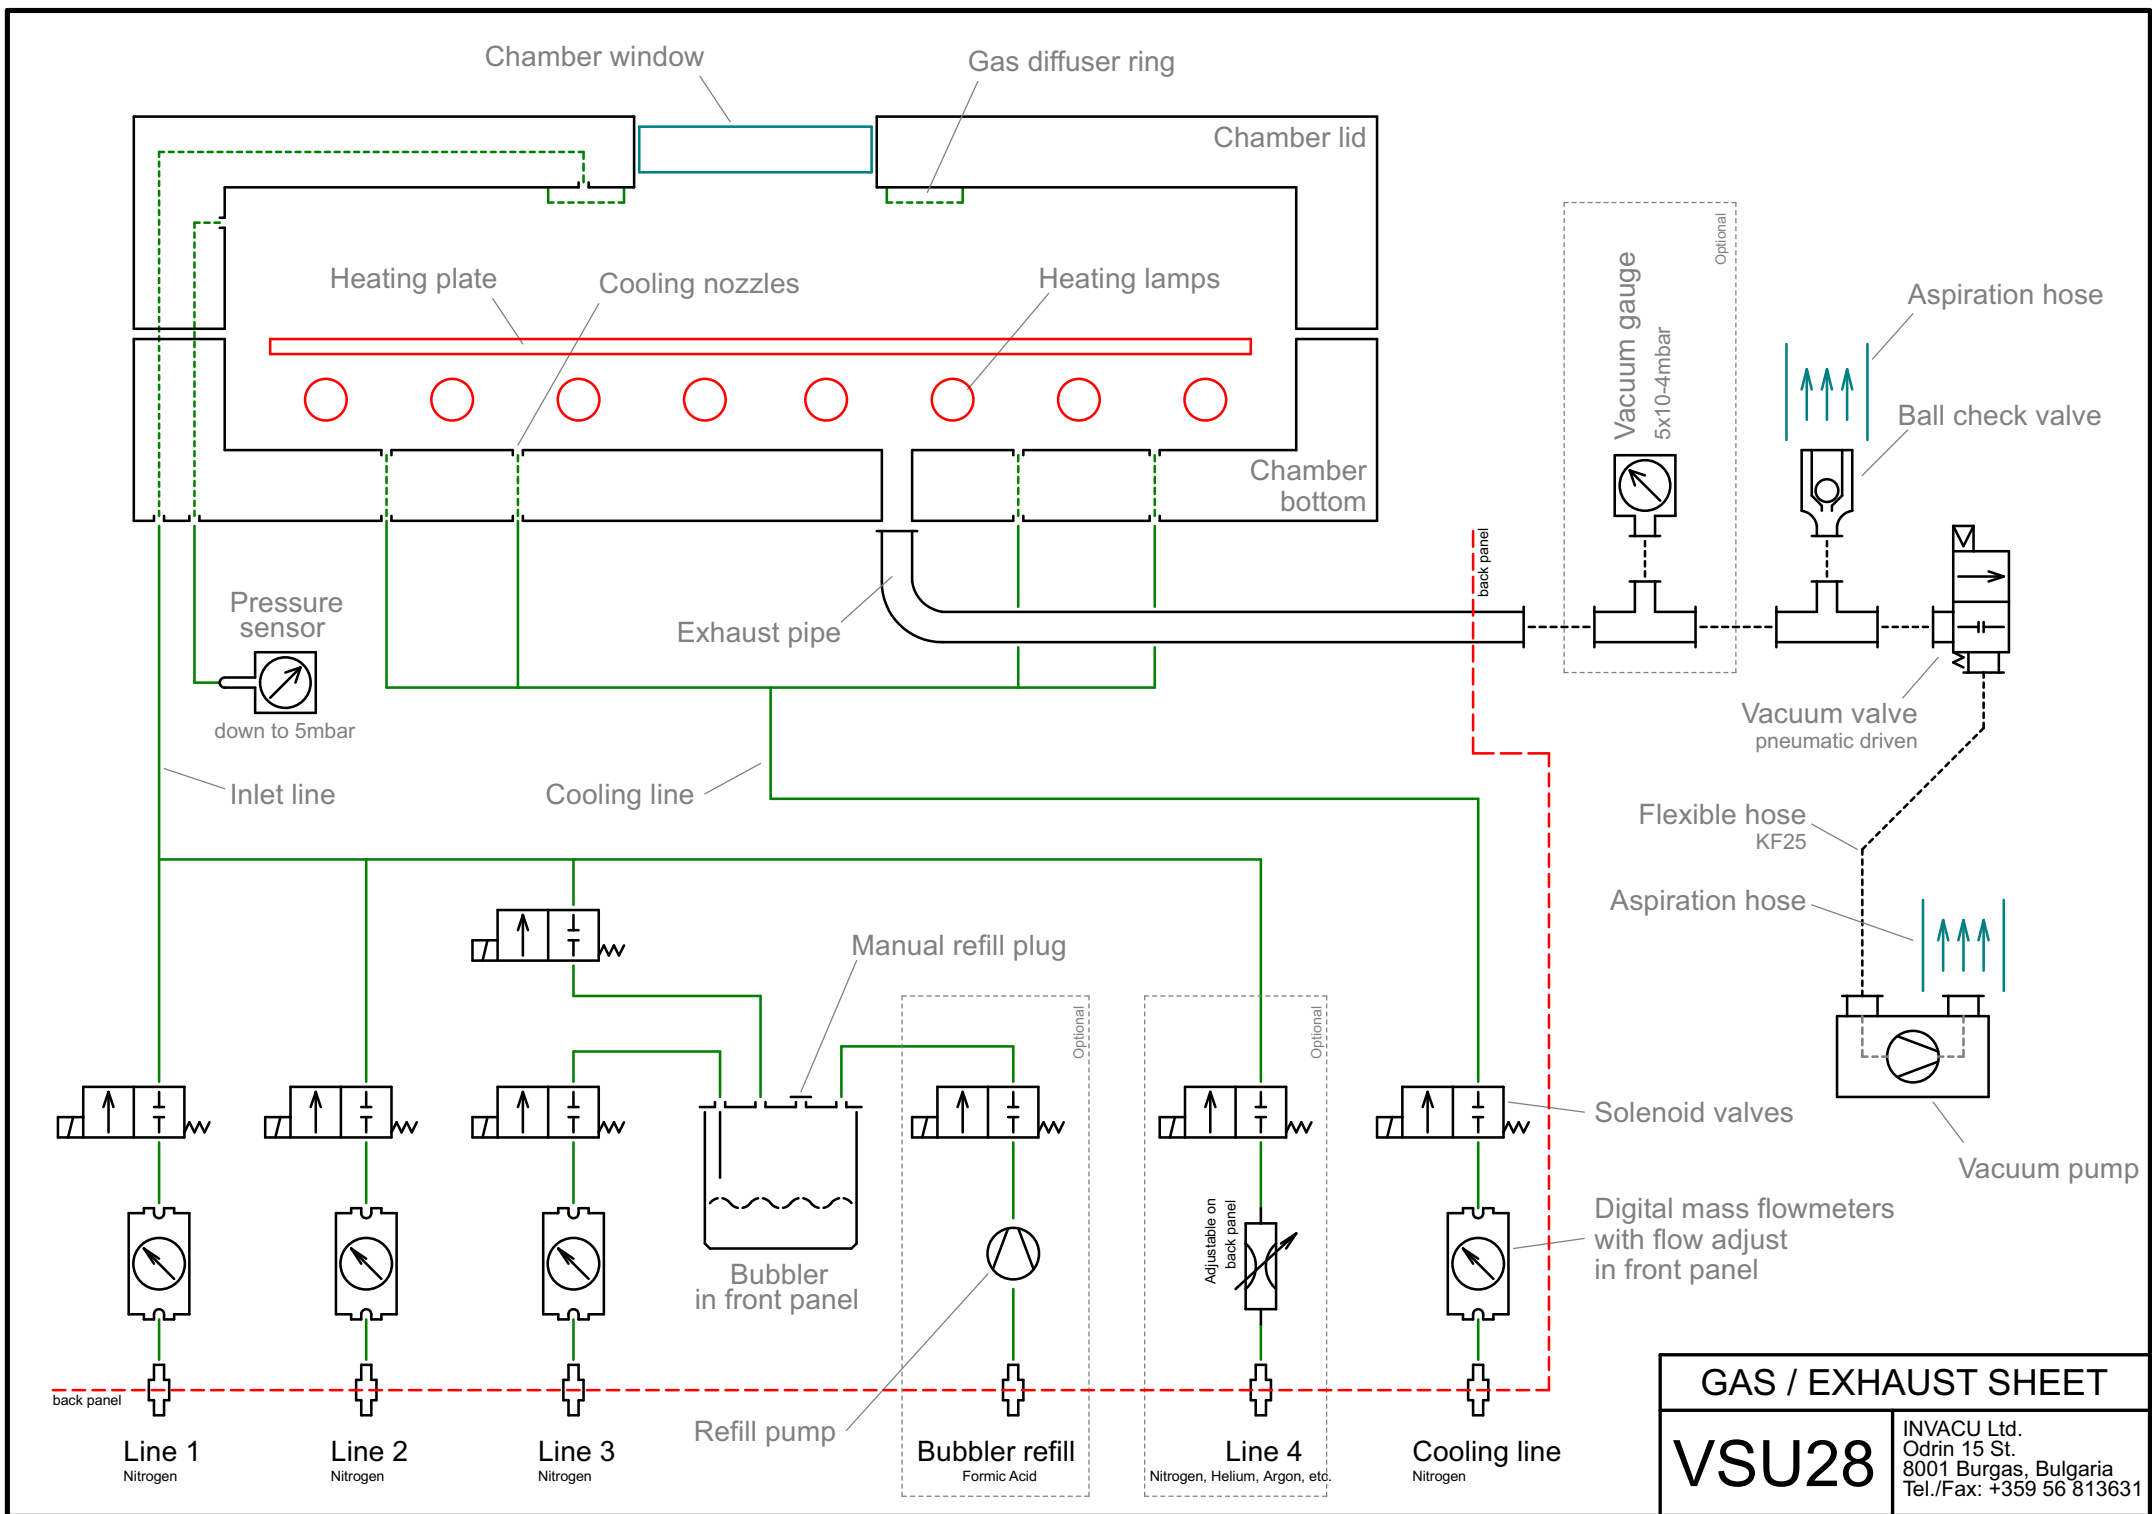 Chamber window
Gas diffuser ring
Chamber lid
Heating plate
Cooling nozzles
Heating lamps
Chamber
bottom
Optional
Vacuum gauge
5x10-4mbar
Aspiration hose
Ball check valve
back panel
Pressure
sensor
down to 5mbar
Exhaust pipe
Vacuum valve
pneumatic driven
Inlet line
Cooling line
Flexible hose
KF25
Aspiration hose
Manual refill plug
Optional
Optional
Solenoid valves
Vacuum pump
Adjustable on
back panel
Digital mass flowmeters
with flow adjust
in front panel
Bubbler
in front panel
back panel
Refill pump
Line 1
Nitrogen
Line 2
Nitrogen
Line 3
Nitrogen
Bubbler refill
Formic Acid
Line 4
Nitrogen, Helium, Argon, etc.
Cooling line
Nitrogen
GAS / EXHAUST SHEET
VSU28
INVACU Ltd.
Odrin 15 St.
8001 Burgas, Bulgaria
Tel./Fax: +359 56 813631